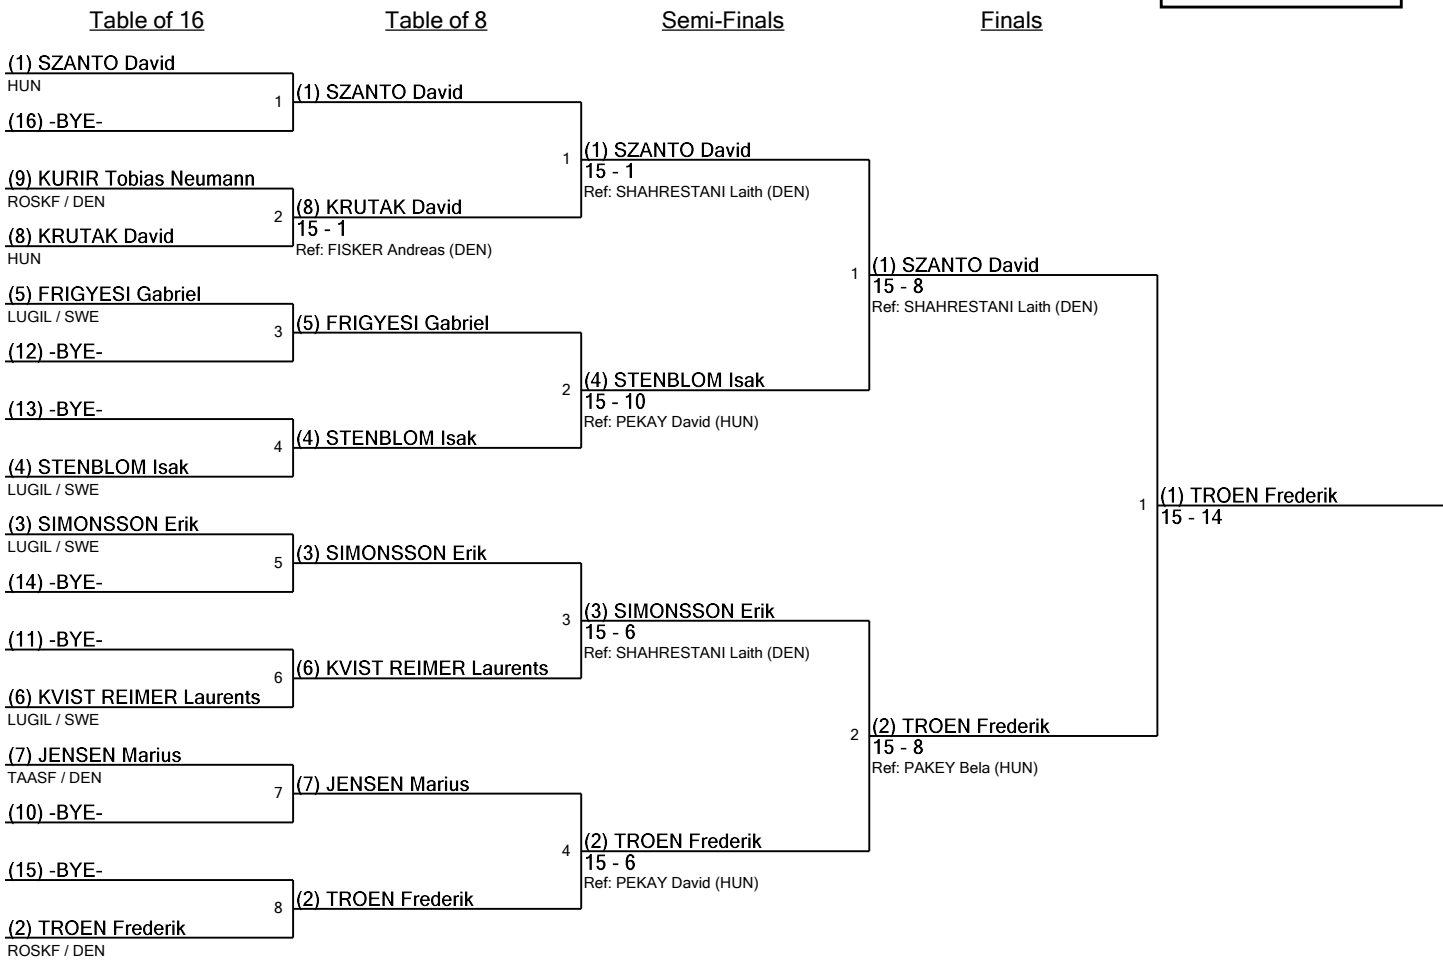 Table of 16
Table of 8
Semi-Finals
Finals
(1) SZANTO David
HUN
1
(16) -BYE-
(9) KURIR Tobias Neumann
ROSKF / DEN
2
(8) KRUTAK David
HUN
(5) FRIGYESI Gabriel
LUGIL / SWE
3
(12) -BYE-
(13) -BYE-
4
(4) STENBLOM Isak
LUGIL / SWE
(3) SIMONSSON Erik
LUGIL / SWE
5
(14) -BYE-
(11) -BYE-
6
(6) KVIST REIMER Laurents
LUGIL / SWE
(7) JENSEN Marius
TAASF / DEN
7
(10) -BYE-
(15) -BYE-
8
(2) TROEN Frederik
ROSKF / DEN
(1) SZANTO David
1
(8) KRUTAK David
15 - 1
Ref: FISKER Andreas (DEN)
(5) FRIGYESI Gabriel
2
(4) STENBLOM Isak
(3) SIMONSSON Erik
3
(6) KVIST REIMER Laurents
(7) JENSEN Marius
4
(2) TROEN Frederik
(1) SZANTO David
15 - 1
Ref: SHAHRESTANI Laith (DEN)
1
(4) STENBLOM Isak
15 - 10
Ref: PEKAY David (HUN)
(3) SIMONSSON Erik
15 - 6
Ref: SHAHRESTANI Laith (DEN)
2
(2) TROEN Frederik
15 - 6
Ref: PEKAY David (HUN)
(1) SZANTO David
15 - 8
Ref: SHAHRESTANI Laith (DEN)
1
(2) TROEN Frederik
15 - 8
Ref: PAKEY Bela (HUN)
(1) TROEN Frederik
15 - 14